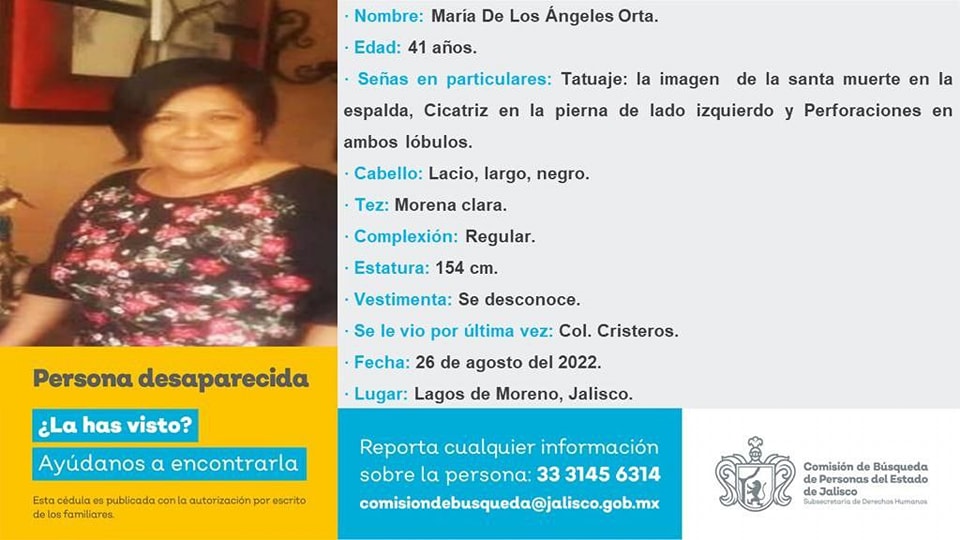 · Nombre: María De Los Ángeles Orta.
· Edad: 41 años.
· Señas en particulares: Tatuaje: la imagen de la santa muerte en la
espalda, Cicatriz en la pierna de lado izquierdo y Perforaciones en
ambos lóbulos.
· Cabello: Lacio, largo, negro.
· Tez: Morena clara.
· Complexión: Regular.
· Estatura: 154 cm.
· Vestimenta: Se desconoce.
· Se le vio por última vez: Col. Cristeros.
· Fecha: 26 de agosto del 2022.
· Lugar: Lagos de Moreno, Jalisco.
Persona desaparecida
¿La has visto?
Ayúdanos a encontrarla
Esta cédula es publicada con la autorización por escrito
de los familiares.
Reporta cualquier información
sobre la persona: 33 3145 6314
comisiondebusqueda@jalisco.gob.mx
Comisión de Búsqueda
de Personas del Estado
de Jalisco
Subsecretaría de Derechos Humanos